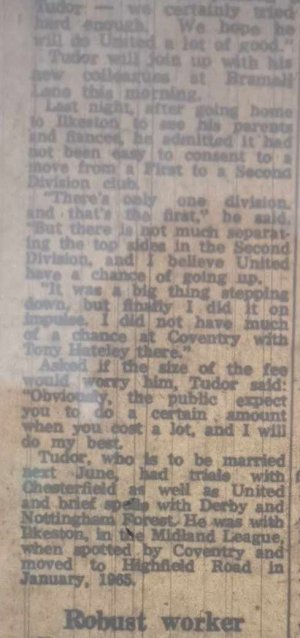 Tudor — we certainly tried
hard enough. We hope he
will do United a lot of good."
Tudor will join up with his
new colleagues at Bramall
Lane this morning.
Last night, after going home
to Ilkeston to see his parents
and fiancee, he admitted it had
not been easy to consent to a
move from a First to a Second
Division club.
"There's only one division,
and that's the first," he said.
"But there is not much separat-
ing the top sides in the Second
Division, and I believe United
have a chance of going up.
"It was a big thing stepping
down, but finally I did it on
impulse. I did not have much
of a chance at Coventry with
Tony Hateley there."
Asked if the size of the fee
would worry him, Tudor said:
"Obviously, the public expect
you to do a certain amount
when you cost a lot, and I will
do my best.
Tudor, who is to be married
next June, had trials with
Chesterfield as well as United
and brief spells with Derby and
Nottingham Forest. He was with
Ilkeston, in the Midland League,
when spotted by Coventry and
moved to Highfield Road in
January, 1965.
Robust worker